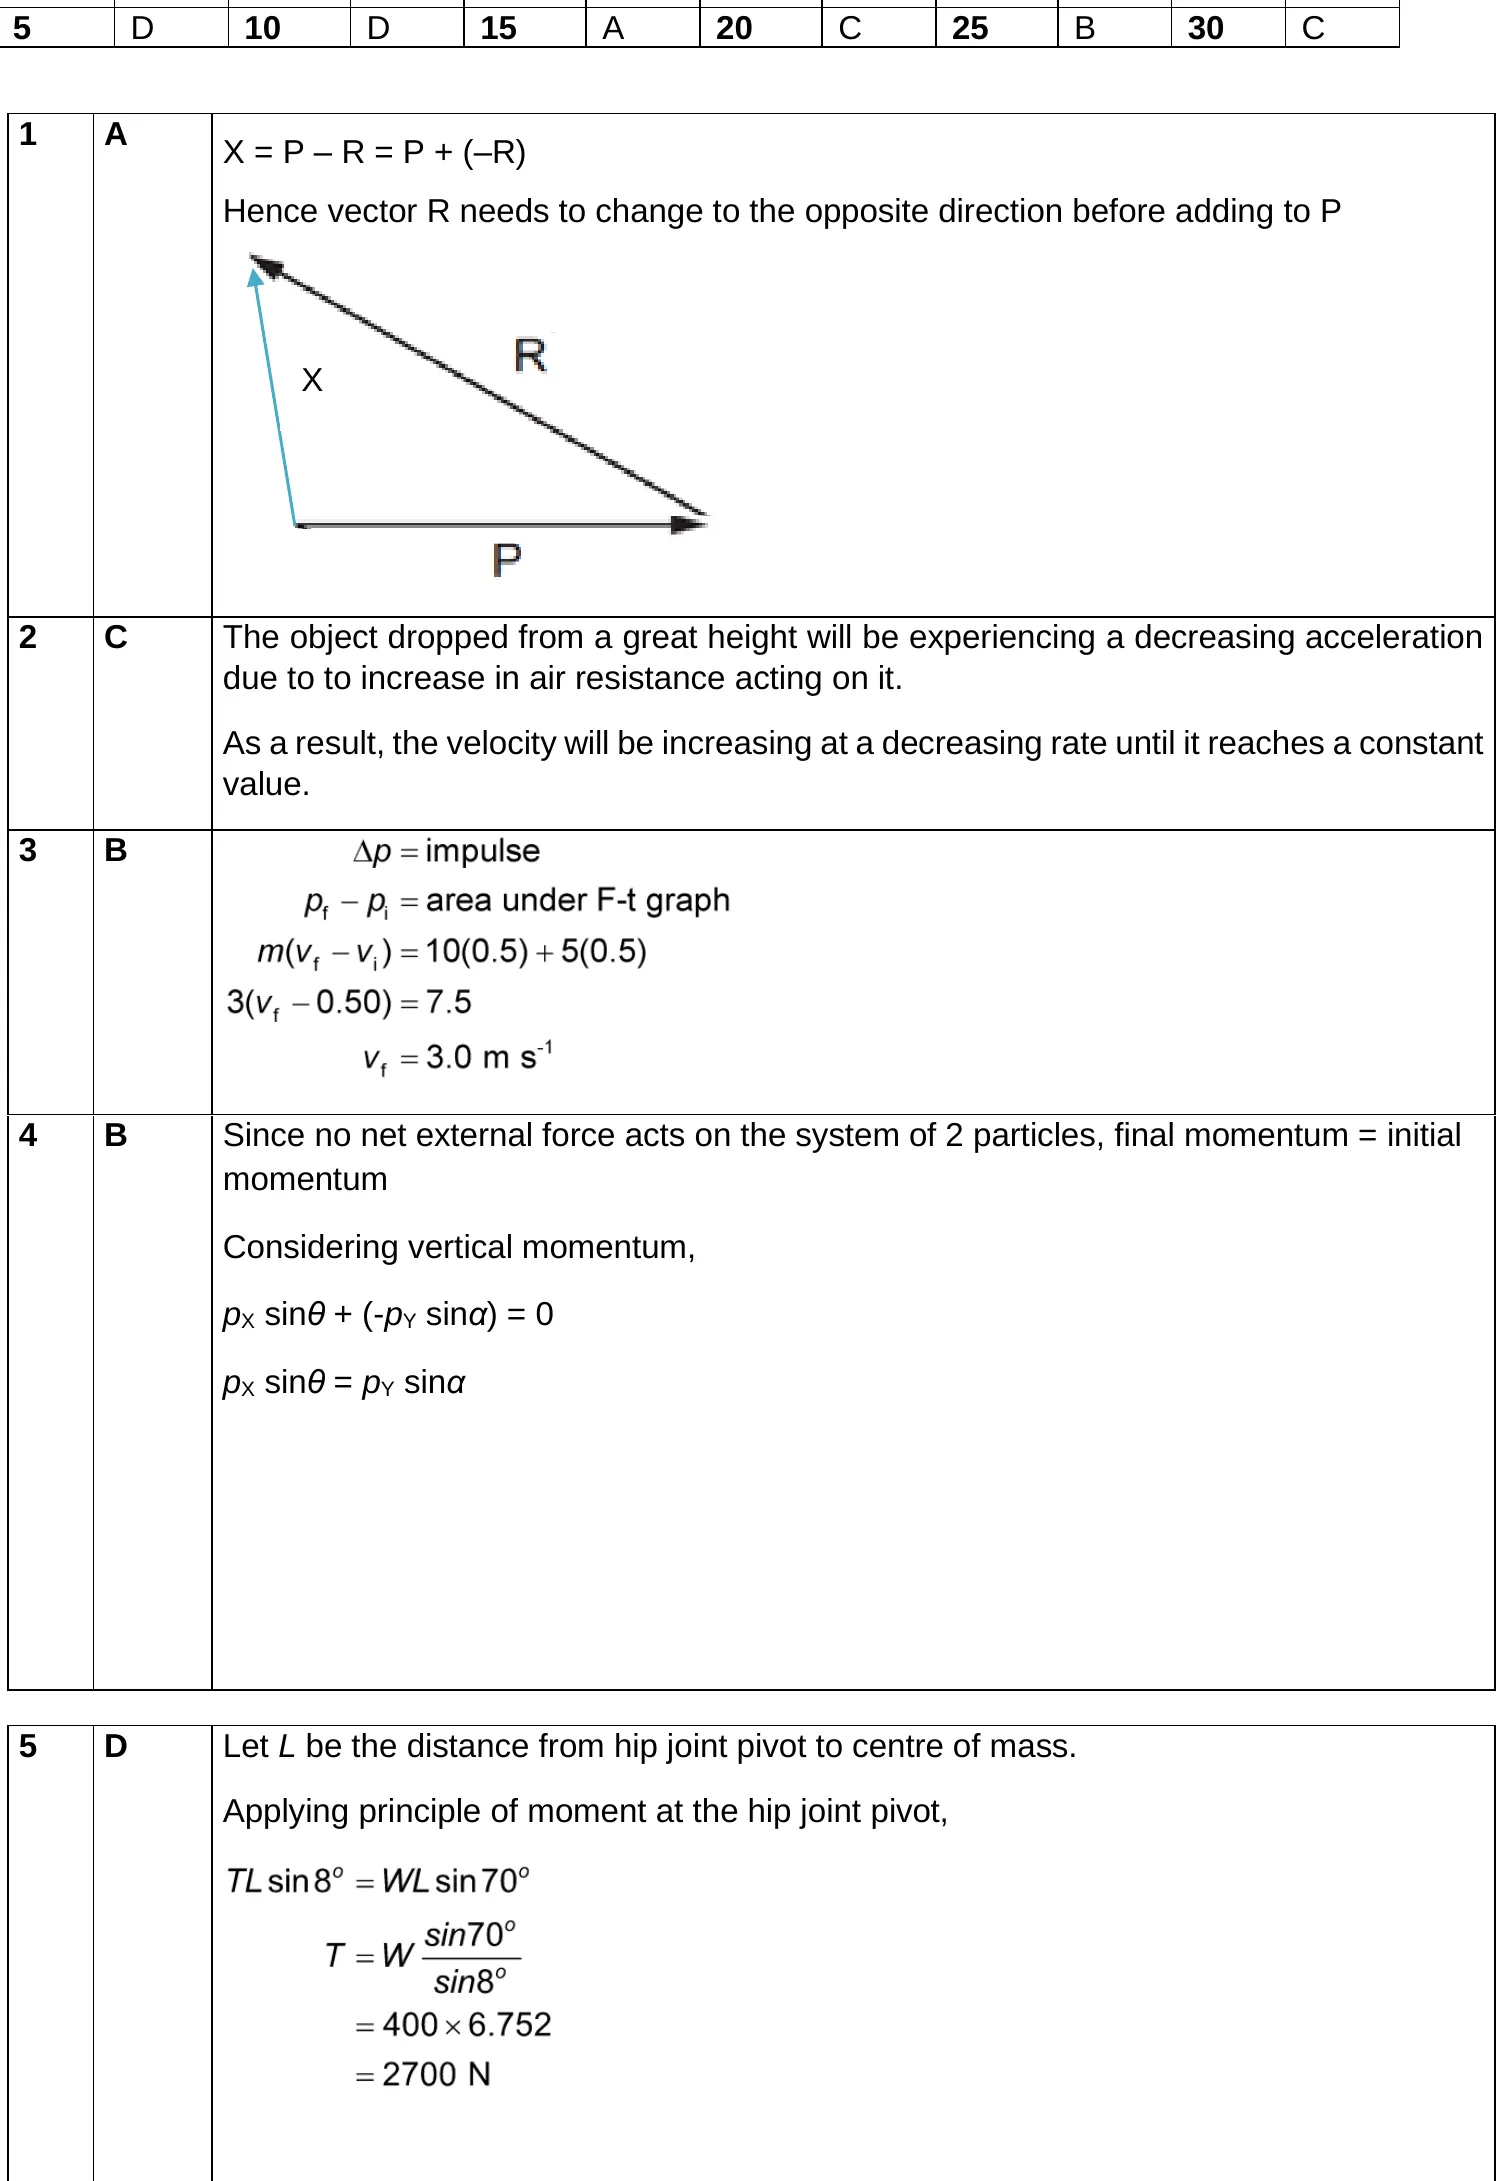 5 D 10 D 15 A 20 C 25 B 30 C
1 A X = P – R = P + (–R)
Hence vector R needs to change to the opposite direction before adding to P
R
X
P
2 C The object dropped from a great height will be experiencing a decreasing acceleration
due to to increase in air resistance acting on it.
As a result, the velocity will be increasing at a decreasing rate until it reaches a constant
value.
3 B Δp = impulse
p_f − p_i = area under F-t graph
m(v_f − v_i) = 10(0.5) + 5(0.5)
3(v_f − 0.50) = 7.5
v_f = 3.0 m s⁻¹
4 B Since no net external force acts on the system of 2 particles, final momentum = initial
momentum
Considering vertical momentum,
p_X sinθ + (-p_Y sinα) = 0
p_X sinθ = p_Y sinα
5 D Let L be the distance from hip joint pivot to centre of mass.
Applying principle of moment at the hip joint pivot,
TL sin 8° = WL sin 70°
T = W sin70° / sin8°
= 400 × 6.752
= 2700 N